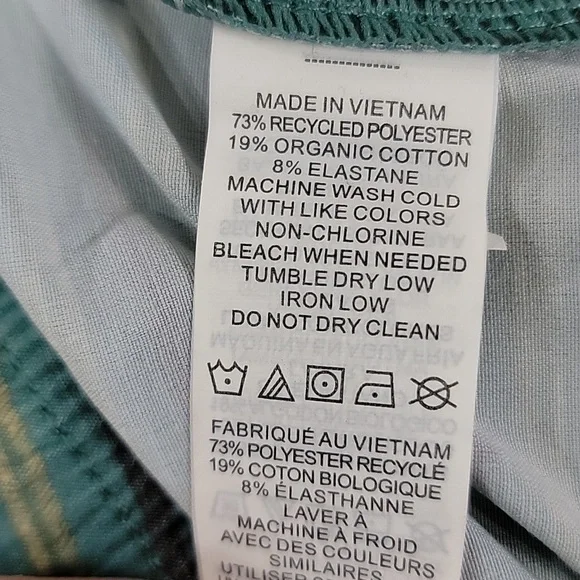 MADE IN VIETNAM
73% RECYCLED POLYESTER
19% ORGANIC COTTON
8% ELASTANE
MACHINE WASH COLD
WITH LIKE COLORS
NON-CHLORINE
BLEACH WHEN NEEDED
TUMBLE DRY LOW
IRON LOW
DO NOT DRY CLEAN
FABRIQUÉ AU VIETNAM
73% POLYESTER RECYCLÉ
19% COTON BIOLOGIQUE
8% ÉLASTHANNE
LAVER À
MACHINE À FROID
AVEC DES COULEURS
SIMILAIRES
UTILISER